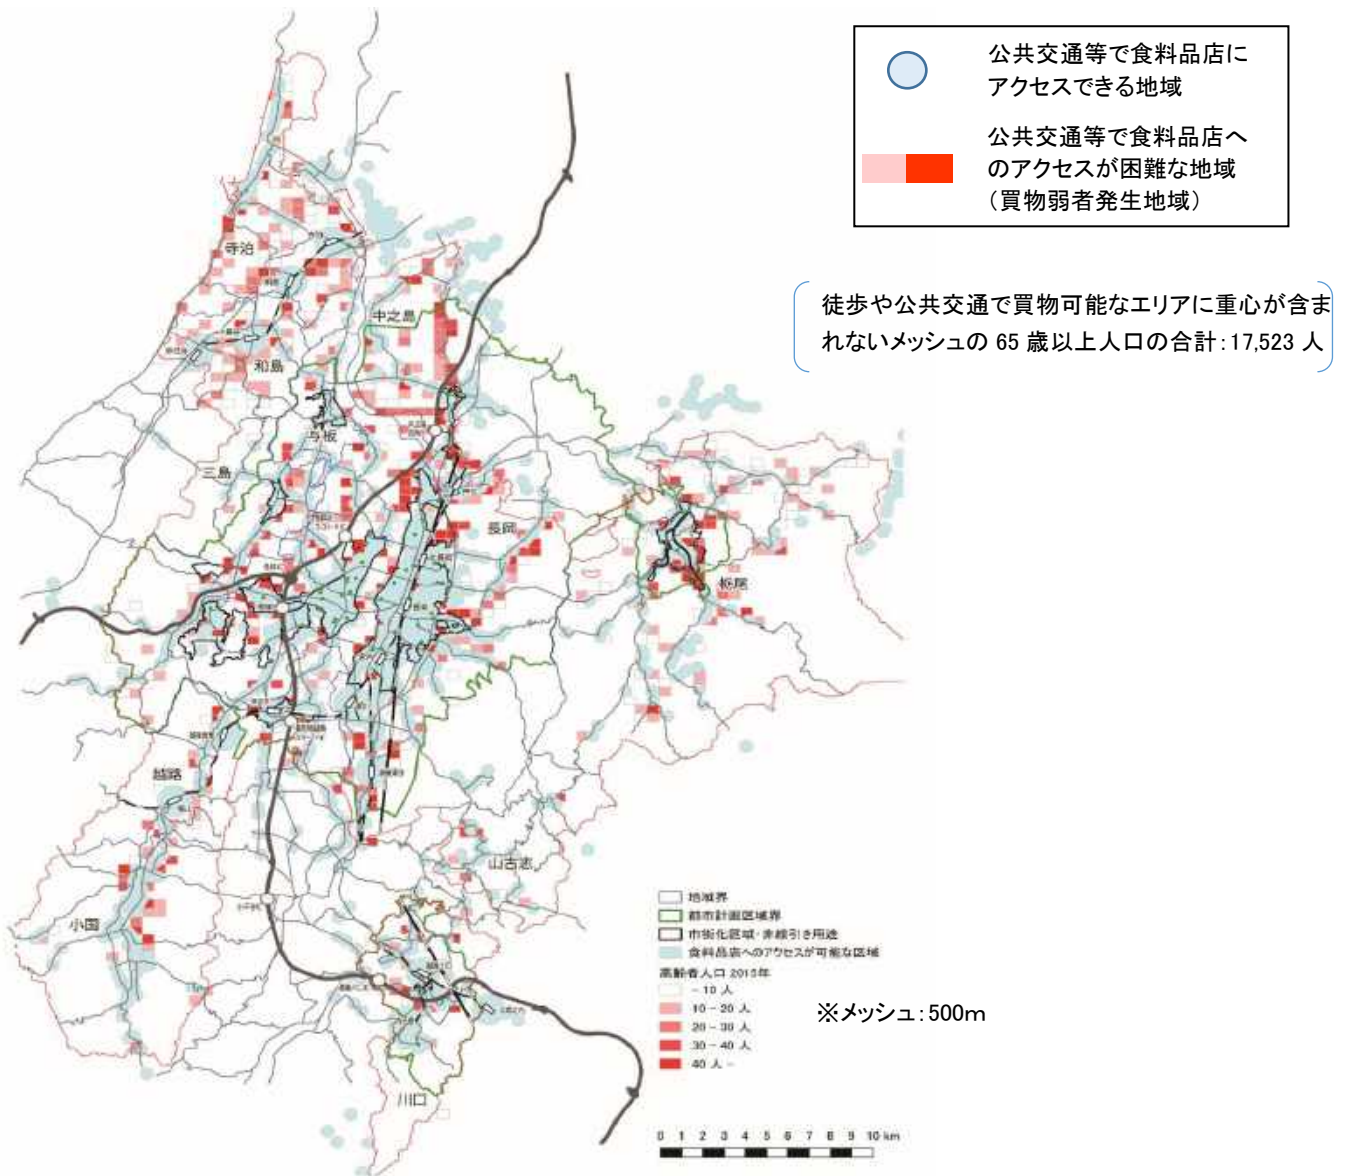 公共交通等で食料品店に
アクセスできる地域
公共交通等で食料品店へ
のアクセスが困難な地域
（買物弱者発生地域）
徒歩や公共交通で買物可能なエリアに重心が含ま
れないメッシュの 65 歳以上人口の合計：17,523 人
寺泊
中之島
和島
与板
三島
長岡
栃尾
越路
山古志
小国
川口
地域界
都市計画区域界
市街化区域・非線引き用途
食料品店へのアクセスが可能な区域
高齢者人口 2015年
- 10 人
10 - 20 人
20 - 30 人
30 - 40 人
40 人 -
※メッシュ：500m
0 1 2 3 4 5 6 7 8 9 10 km